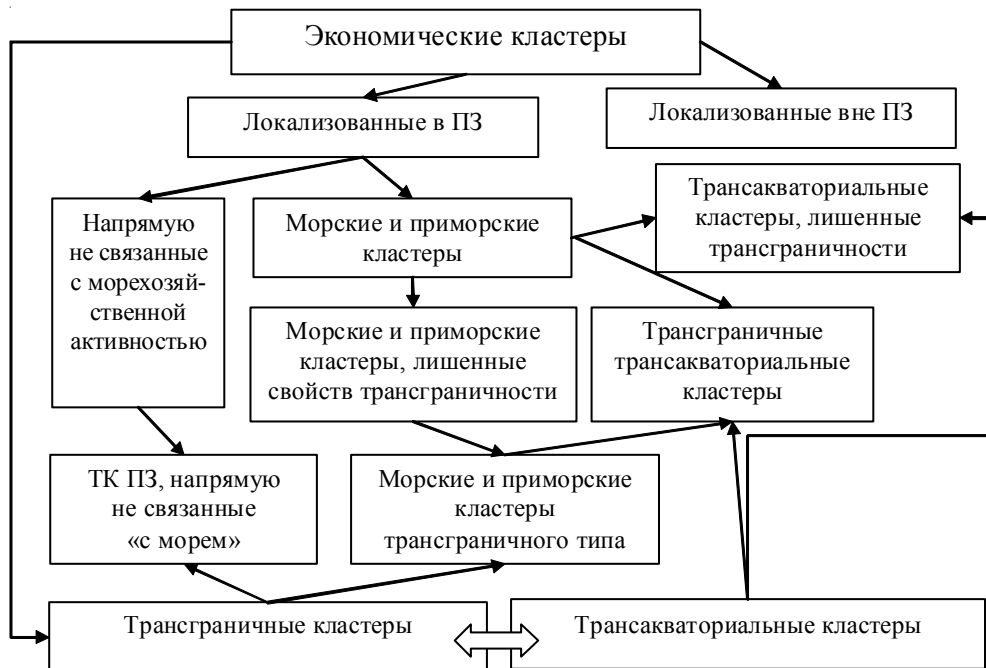 Экономические кластеры
Локализованные в ПЗ
Локализованные вне ПЗ
Напрямую
не связанные
с морехозяй-
ственной
активностью
Морские и приморские
кластеры
Трансакваториальные
кластеры, лишенные
трансграничности
Морские и приморские
кластеры, лишенные
свойств трансграничности
Трансграничные
трансакваториальные
кластеры
ТК ПЗ, напрямую
не связанные
«с морем»
Морские и приморские
кластеры
трансграничного типа
Трансграничные кластеры
Трансакваториальные кластеры